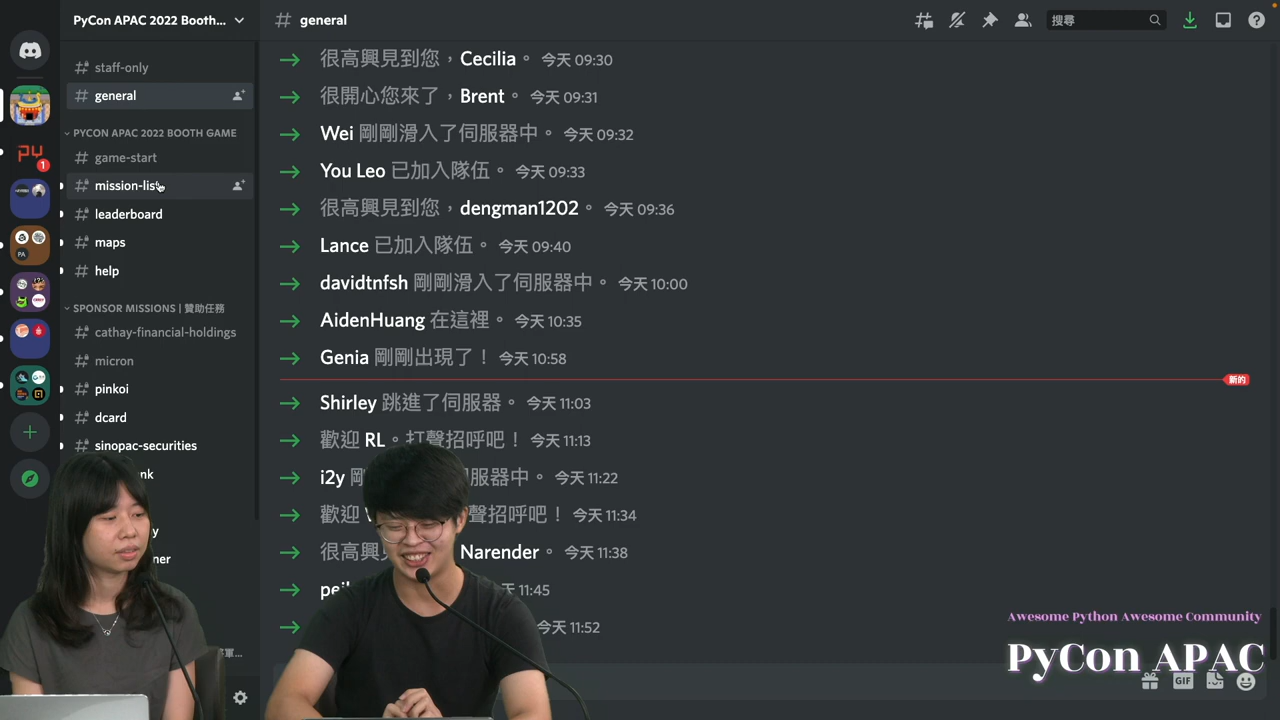 PyCon APAC 2022 Booth...
general
搜尋
staff-only
general
PYCON APAC 2022 BOOTH GAME
game-start
mission-list
leaderboard
maps
help
SPONSOR MISSIONS | 贊助任務
cathay-financial-holdings
micron
pinkoi
dcard
sinopac-securities
nk
y
ner
1
很高興見到您，Cecilia。 今天 09:30
很開心您來了，Brent。 今天 09:31
Wei 剛剛滑入了伺服器中。 今天 09:32
You Leo 已加入隊伍。 今天 09:33
很高興見到您，dengman1202。 今天 09:36
Lance 已加入隊伍。 今天 09:40
davidtnfsh 剛剛滑入了伺服器中。 今天 10:00
AidenHuang 在這裡。 今天 10:35
Genia 剛剛出現了！ 今天 10:58
新的
Shirley 跳進了伺服器。 今天 11:03
歡迎 RL。打聲招呼吧！ 今天 11:13
i2y 剛 服器中。 今天 11:22
歡迎 聲招呼吧！ 今天 11:34
很高興見 Narender。 今天 11:38
天 11:45
今天 11:52
Awesome Python Awesome Community
PyCon APAC
GIF